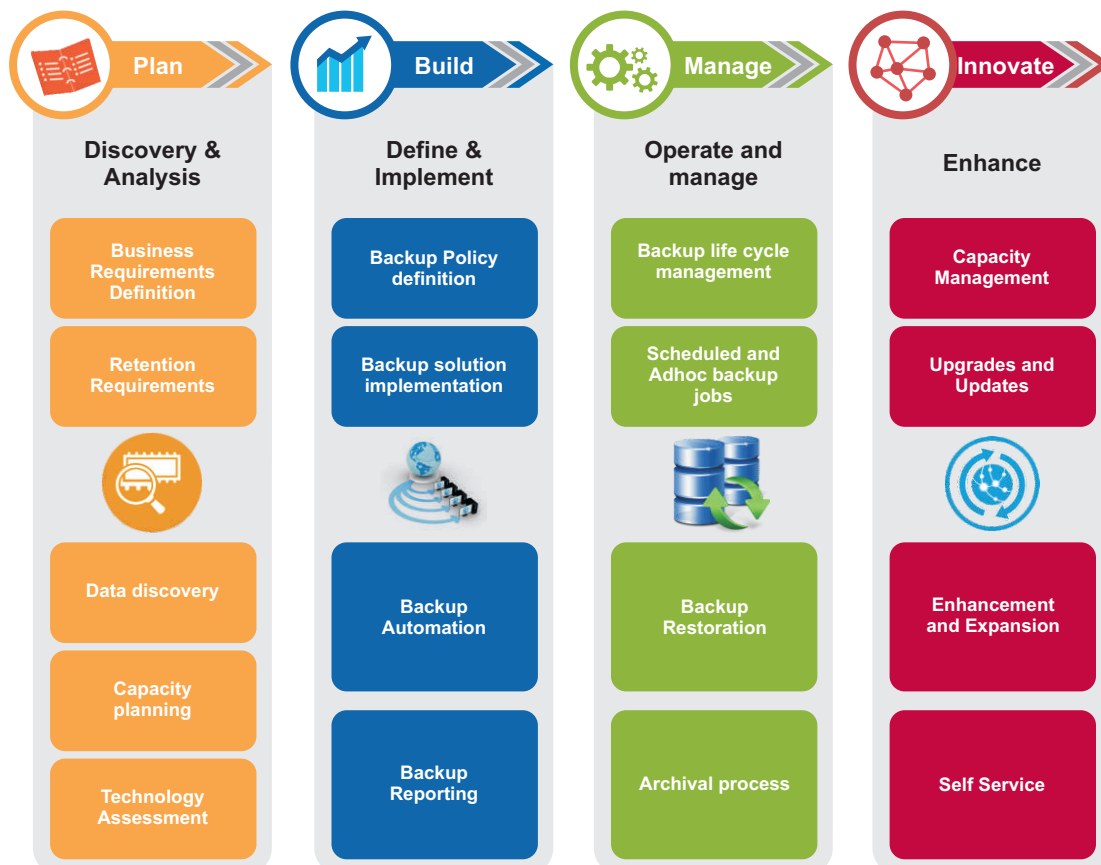 Plan
Discovery &
Analysis
Business
Requirements
Definition
Retention
Requirements
Data discovery
Capacity
planning
Technology
Assessment
Build
Define &
Implement
Backup Policy
definition
Backup solution
implementation
Backup
Automation
Backup
Reporting
Manage
Operate and
manage
Backup life cycle
management
Scheduled and
Adhoc backup
jobs
Backup
Restoration
Archival process
Innovate
Enhance
Capacity
Management
Upgrades and
Updates
Enhancement
and Expansion
Self Service